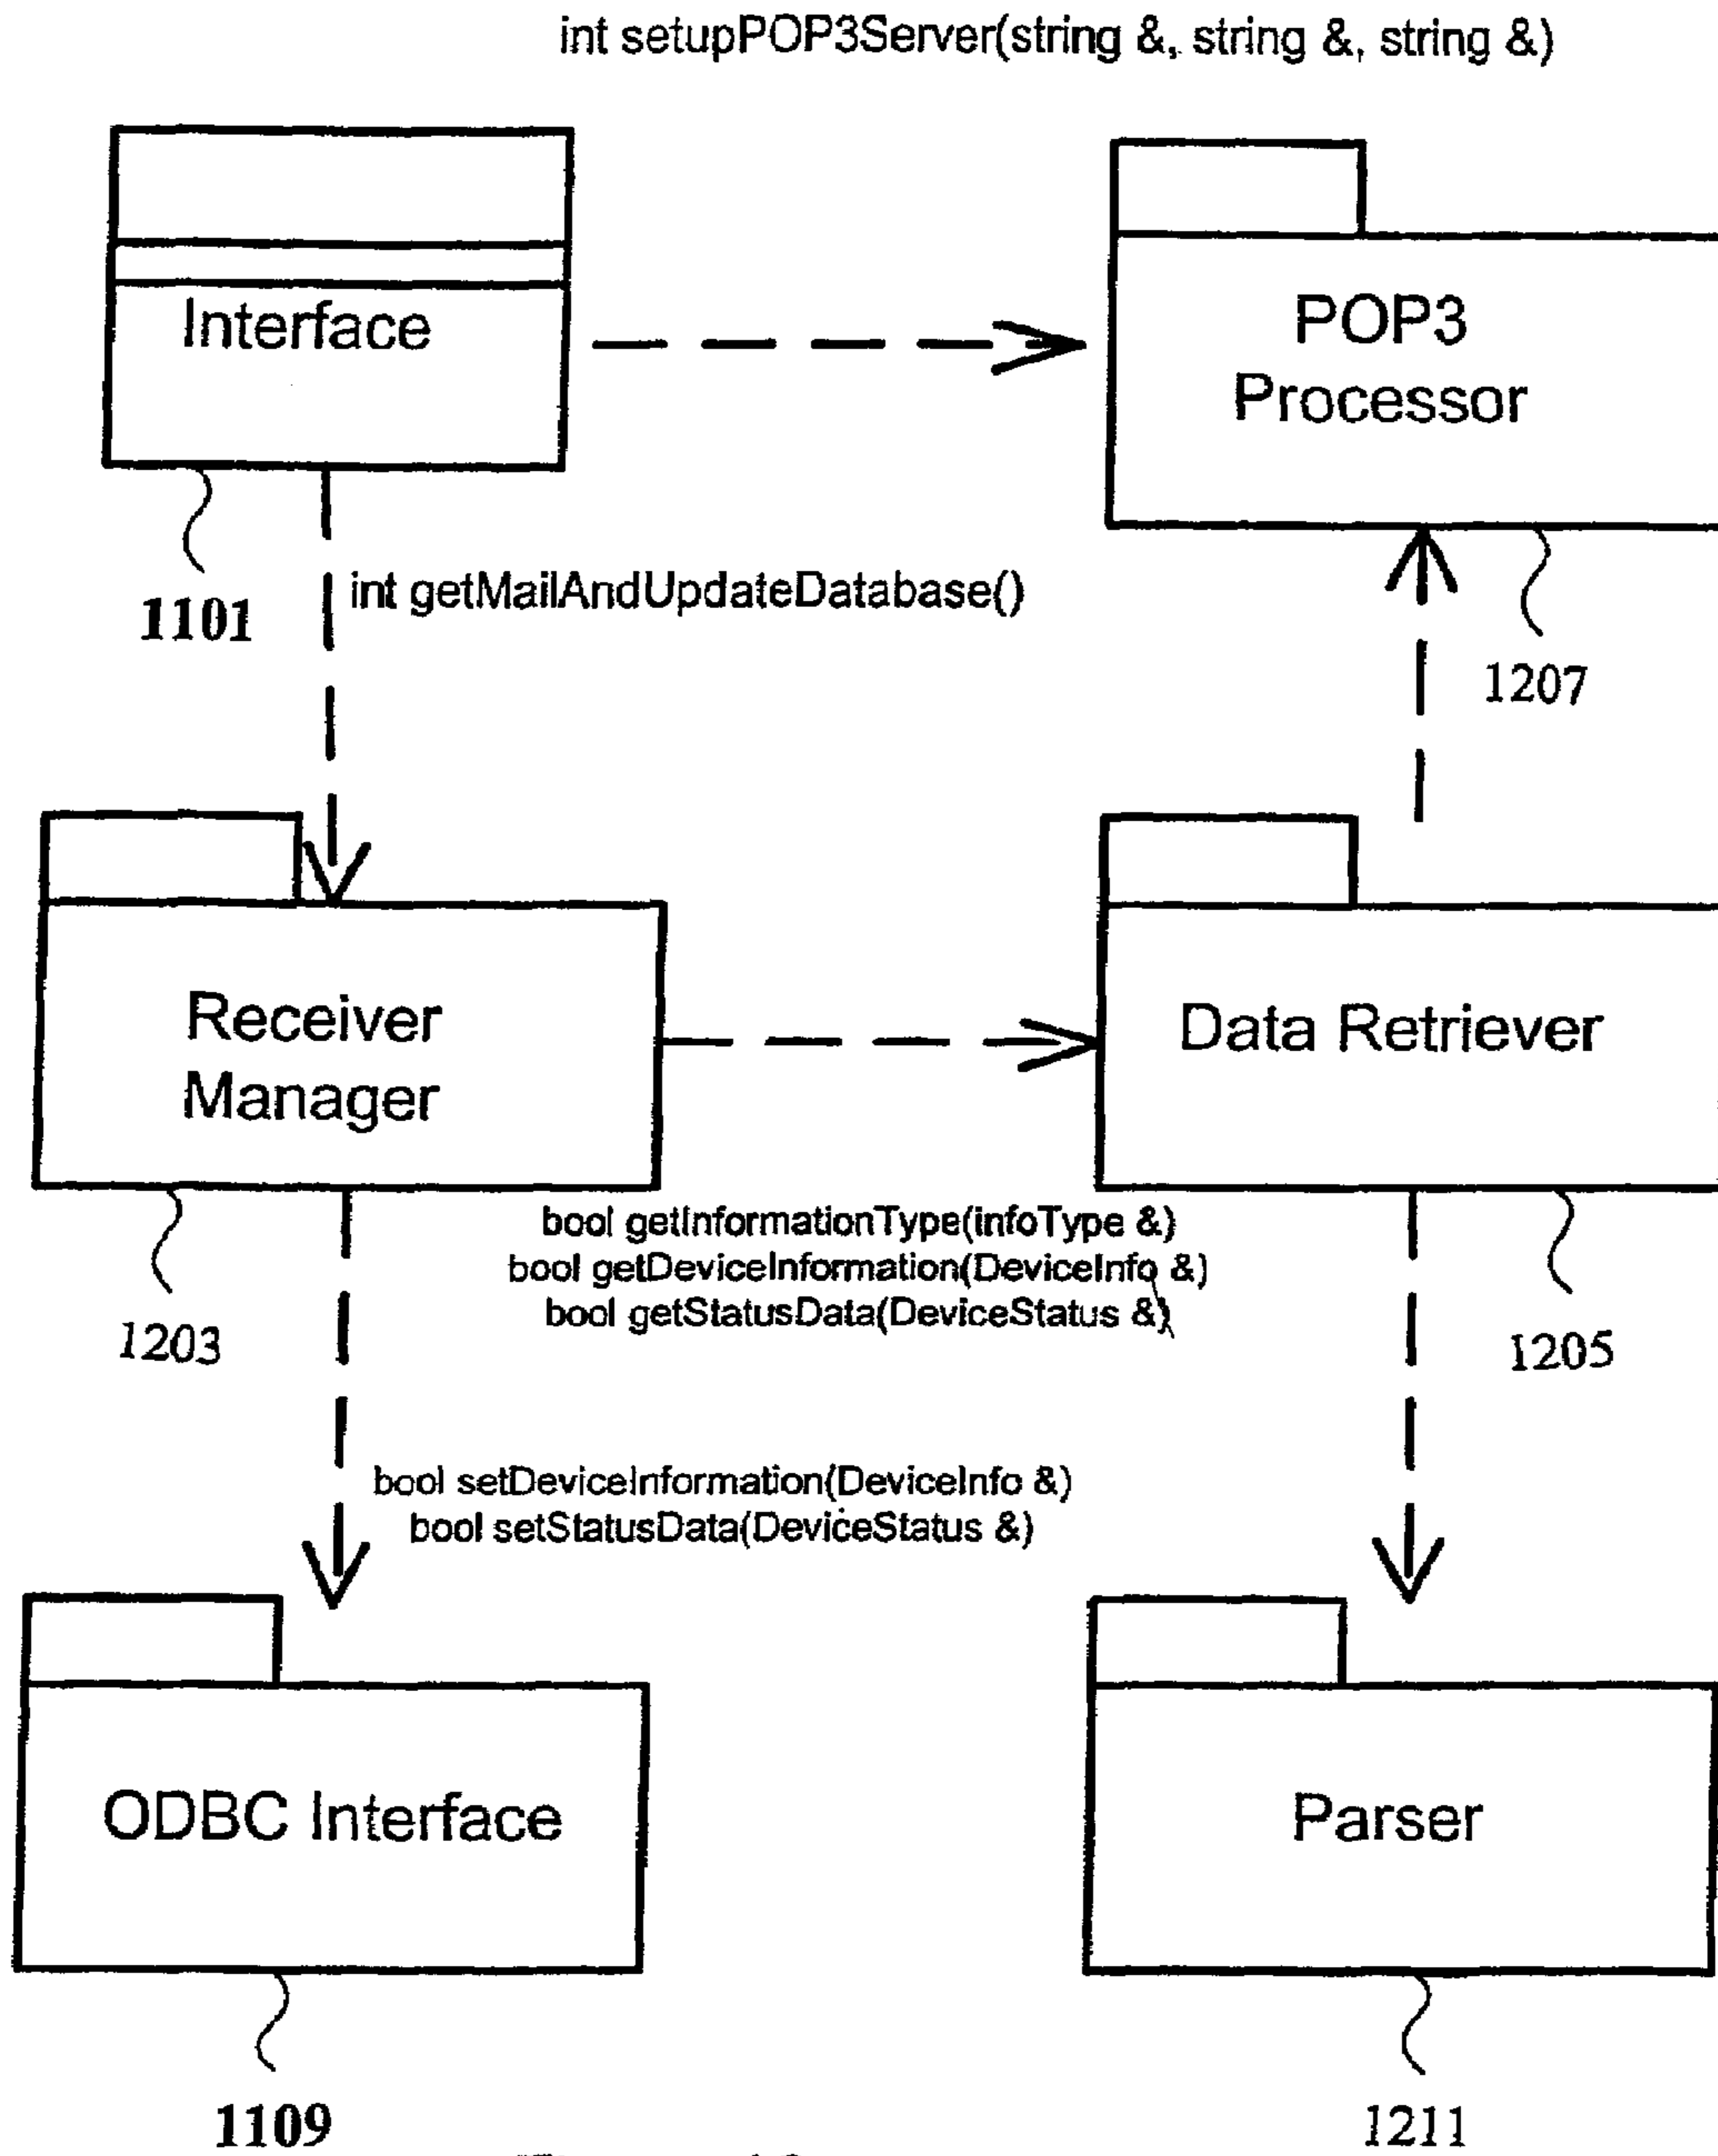 int setupPOP3Server(string &, string &, string &)
Interface
POP3
Processor
1101
int getMailAndUpdateDatabase()
1207
Receiver
Manager
Data Retriever
bool getInformationType(infoType &)
bool getDeviceInformation(DeviceInfo &)
bool getStatusData(DeviceStatus &)
1203
1205
bool setDeviceInformation(DeviceInfo &)
bool setStatusData(DeviceStatus &)
ODBC Interface
Parser
1109
1211